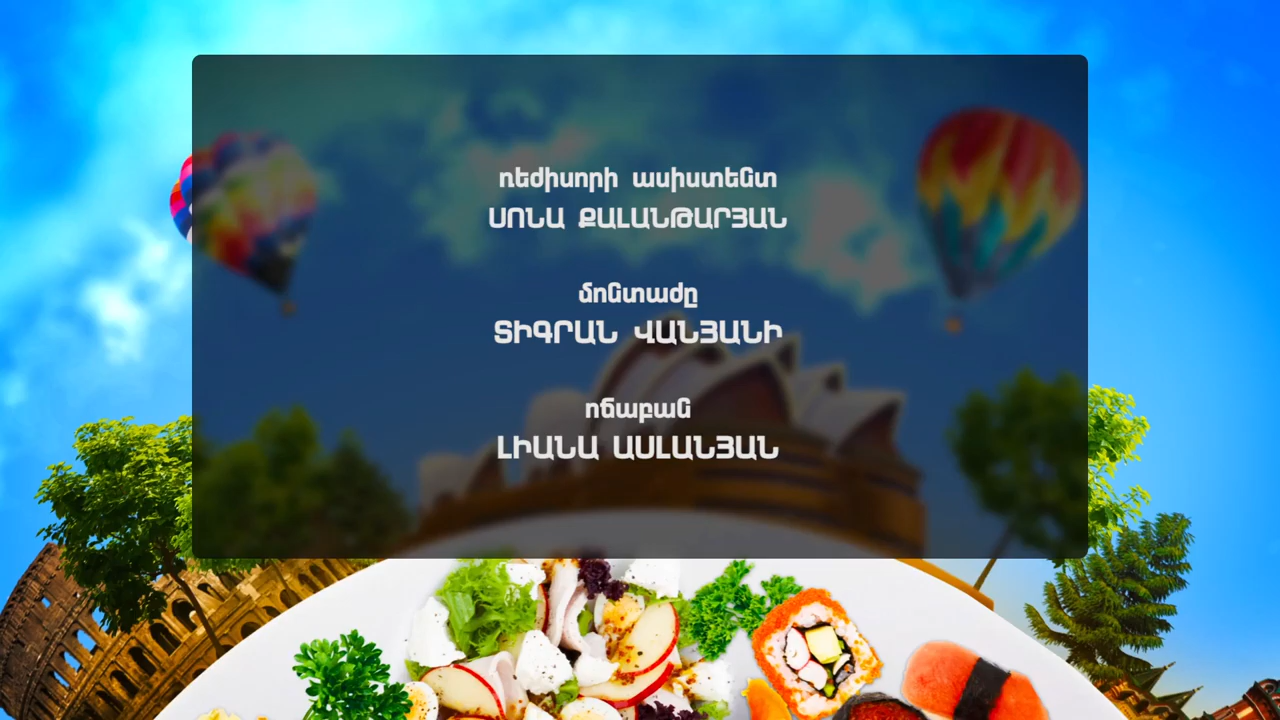 ռեժիսորի ասիստենտ
ՍՈՆԱ ՔԱԼԱՆԹԱՐՅԱՆ
մոնտաժը
ՏԻԳՐԱՆ ՎԱՆՅԱՆԻ
ոճաբան
ԼԻԱՆԱ ԱՍԼԱՆՅԱՆ